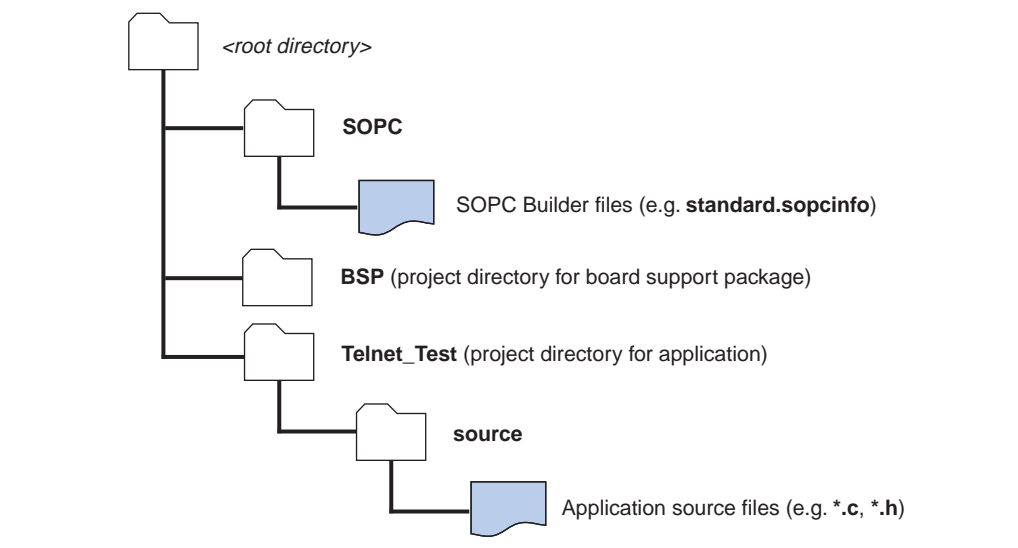 <root directory>
SOPC
SOPC Builder files (e.g. standard.sopcinfo)
BSP (project directory for board support package)
Telnet_Test (project directory for application)
source
Application source files (e.g. *.c, *.h)